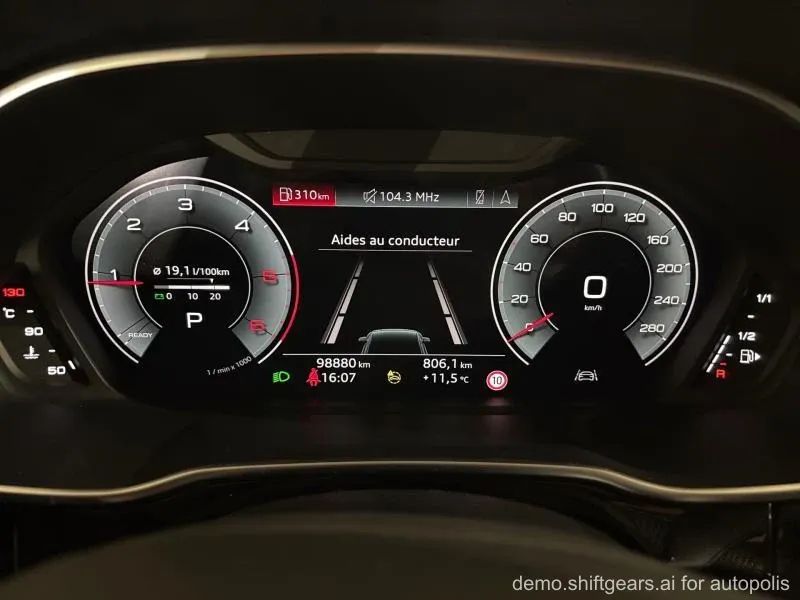 310 km
104.3 MHz
Aides au conducteur
1 2 3 4 5 6
READY
1 / min x 1000
ø 19,1 l/100km
0 10 20
P
0 20 40 60 80 100 120 160 200 240 280
0
km/h
130
°C
90
50
1/1
1/2
R
98880 km
806,1 km
16:07
+11,5 °C
10
demo.shiftgears.ai for autopolis